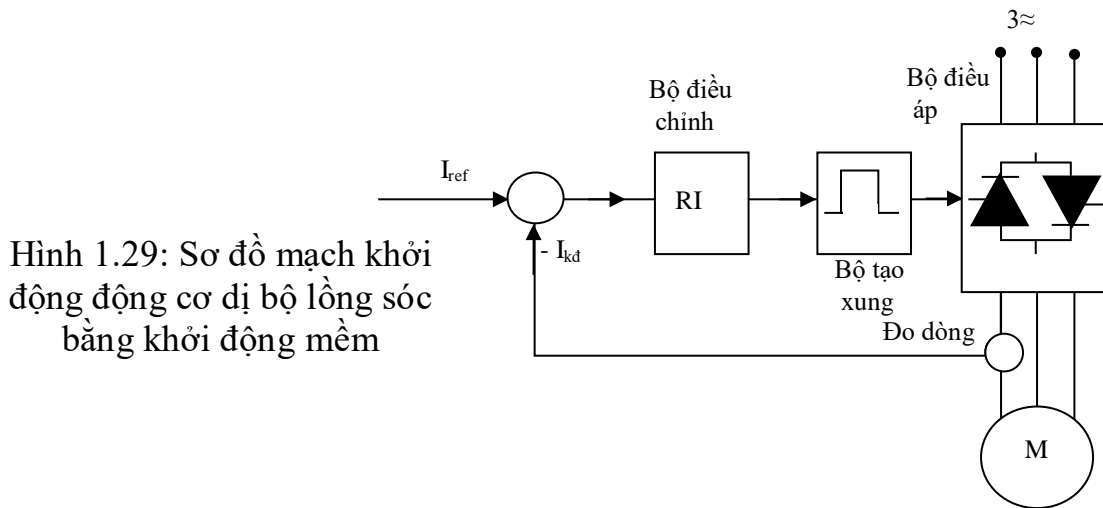 3≈
Bộ điều
áp
Bộ điều
chỉnh
I_ref
RI
- I_kđ
Bộ tạo
xung
Đo dòng
M
Hình 1.29: Sơ đồ mạch khởi
động động cơ dị bộ lồng sóc
bằng khởi động mềm